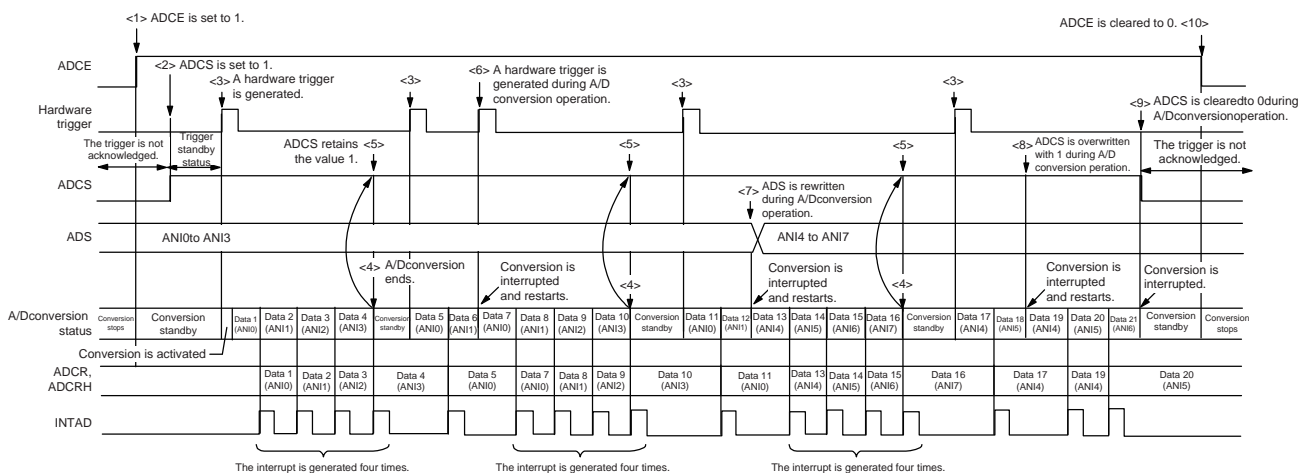 <1> ADCE is set to 1.
ADCE is cleared to 0. <10>
ADCE
<2> ADCS is set to 1.
<3> A hardware trigger
is generated.
<3>
<6> A hardware trigger is
generated during A/D
conversion operation.
<3>
<3>
<9> ADCS is clearedto 0during
A/Dconversionoperation.
Hardware
trigger
The trigger is not
acknowledged.
Trigger
standby
status
ADCS retains <5>
the value 1.
<5>
<5>
<8> ADCS is overwritten
with 1 during A/D
conversion peration.
The trigger is not
acknowledged.
ADCS
<7> ADS is rewritten
during A/Dconversion
operation.
ADS
ANI0to ANI3
ANI4 to ANI7
<4> A/Dconversion
ends.
Conversion is
interrupted
and restarts.
<4>
Conversion is
interrupted
and restarts.
<4>
Conversion is
interrupted
and restarts.
Conversion is
interrupted.
A/Dconversion
status
Conversion
stops
Conversion
standby
Data 1
(ANI0)
Data 2
(ANI1)
Data 3
(ANI2)
Data 4
(ANI3)
Conversion
standby
Data 5
(ANI0)
Data 6
(ANI1)
Data 7
(ANI0)
Data 8
(ANI1)
Data 9
(ANI2)
Data 10
(ANI3)
Conversion
standby
Data 11
(ANI0)
Data 12
(ANI1)
Data 13
(ANI4)
Data 14
(ANI5)
Data 15
(ANI6)
Data 16
(ANI7)
Conversion
standby
Data 17
(ANI4)
Data 18
(ANI5)
Data 19
(ANI4)
Data 20
(ANI5)
Data 21
(ANI6)
Conversion
standby
Conversion
stops
Conversion is activated
ADCR,
ADCRH
Data 1
(ANI0)
Data 2
(ANI1)
Data 3
(ANI2)
Data 4
(ANI3)
Data 5
(ANI0)
Data 7
(ANI0)
Data 8
(ANI1)
Data 9
(ANI2)
Data 10
(ANI3)
Data 11
(ANI0)
Data 13
(ANI4)
Data 14
(ANI5)
Data 15
(ANI6)
Data 16
(ANI7)
Data 17
(ANI4)
Data 19
(ANI4)
Data 20
(ANI5)
INTAD
The interrupt is generated four times.
The interrupt is generated four times.
The interrupt is generated four times.